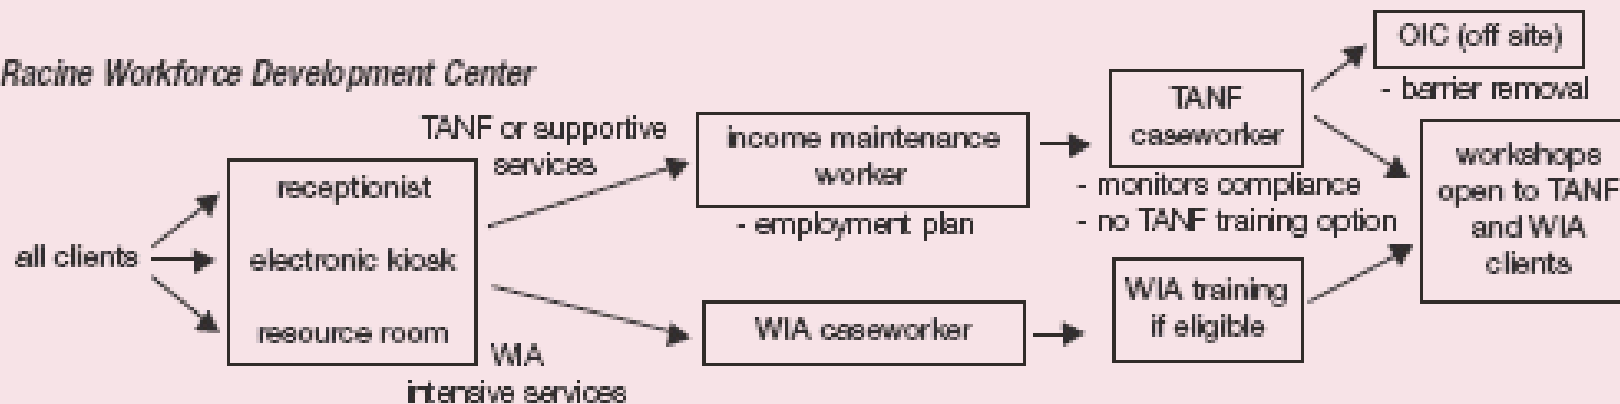 Racine Workforce Development Center
all clients
receptionist
electronic kiosk
resource room
TANF or supportive
services
WIA
intensive services
income maintenance
worker
- employment plan
WIA caseworker
TANF
caseworker
- monitors compliance
- no TANF training option
WIA training
if eligible
OIC (off site)
- barrier removal
workshops
open to TANF
and WIA
clients